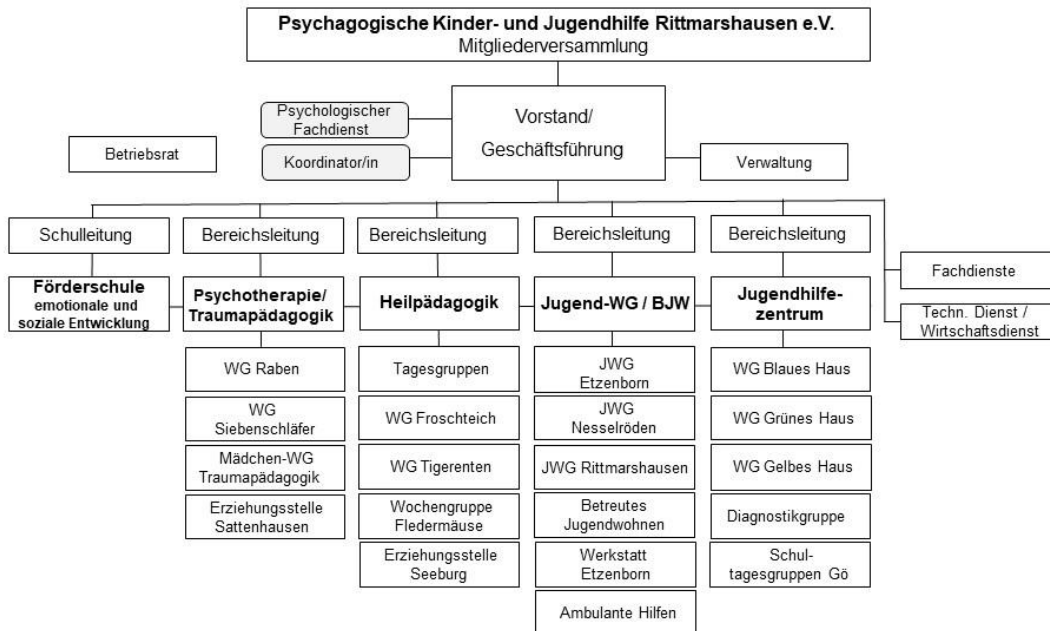 Psychagogische Kinder- und Jugendhilfe Rittmarshausen e.V.
Mitgliederversammlung
Psychologischer
Fachdienst
Vorstand/
Geschäftsführung
Betriebsrat
Koordinator/in
Verwaltung
Schulleitung
Bereichsleitung
Bereichsleitung
Bereichsleitung
Bereichsleitung
Fachdienste
Techn. Dienst /
Wirtschaftsdienst
Förderschule
emotionale und
soziale Entwicklung
Psychotherapie/
Traumapädagogik
Heilpädagogik
Jugend-WG / BJW
Jugendhilfe-
zentrum
WG Raben
WG
Siebenschläfer
Mädchen-WG
Traumapädagogik
Erziehungsstelle
Sattenhausen
Tagesgruppen
WG Froschteich
WG Tigerenten
Wochengruppe
Fledermäuse
Erziehungsstelle
Seeburg
JWG
Etzenborn
JWG
Nesselröden
JWG Rittmarshausen
Betreutes
Jugendwohnen
Werkstatt
Etzenborn
Ambulante Hilfen
WG Blaues Haus
WG Grünes Haus
WG Gelbes Haus
Diagnostikgruppe
Schul-
tagesgruppen Gö